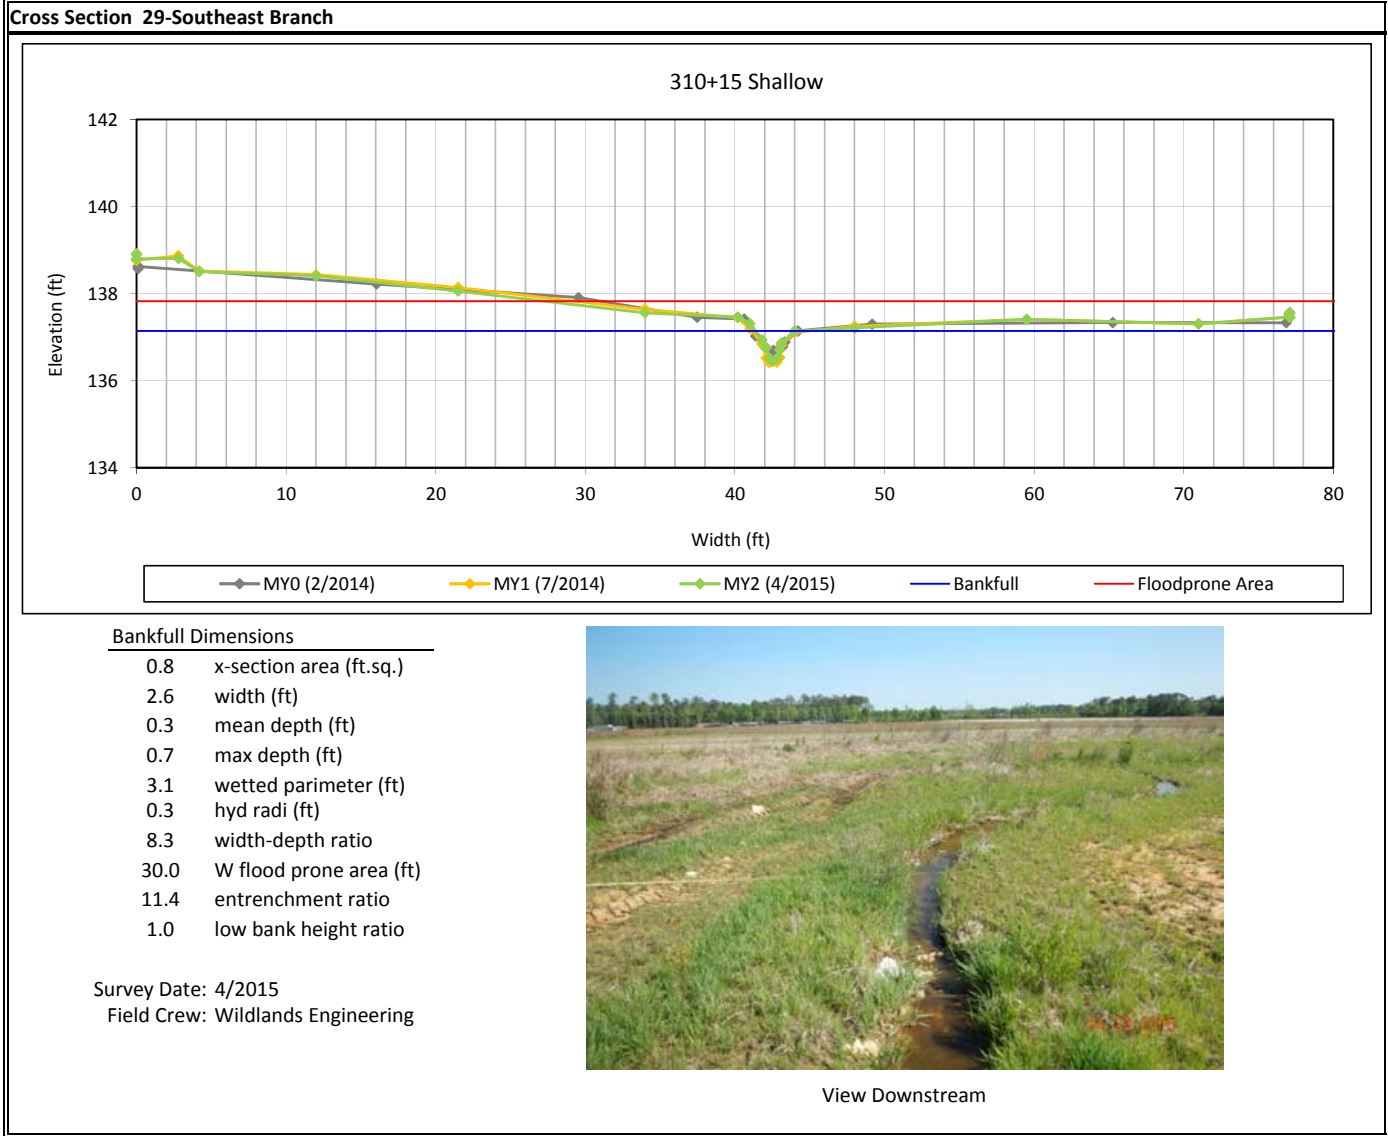 Cross Section 29-Southeast Branch
310+15 Shallow
142
140
138
136
134
Elevation (ft)
0 10 20 30 40 50 60 70 80
Width (ft)
MY0 (2/2014) MY1 (7/2014) MY2 (4/2015) Bankfull Floodprone Area
Bankfull Dimensions
0.8 x-section area (ft.sq.)
2.6 width (ft)
0.3 mean depth (ft)
0.7 max depth (ft)
3.1 wetted parimeter (ft)
0.3 hyd radi (ft)
8.3 width-depth ratio
30.0 W flood prone area (ft)
11.4 entrenchment ratio
1.0 low bank height ratio
Survey Date: 4/2015
Field Crew: Wildlands Engineering
View Downstream